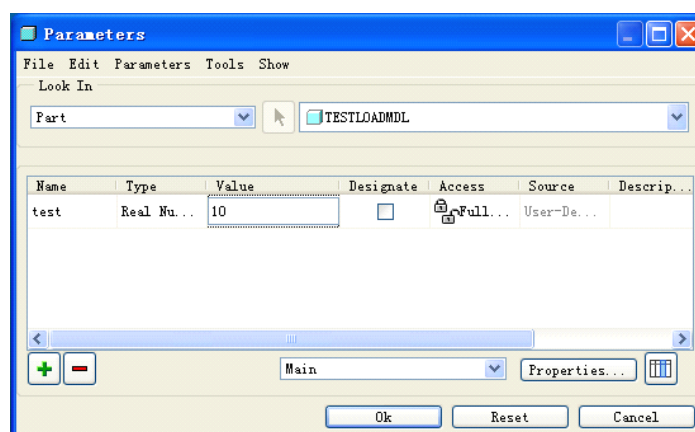 Parameters
File Edit Parameters Tools Show
Look In
Part TESTLOADMDL
Name Type Value Designate Access Source Descrip...
test Real Nu... 10 Full... User-De...
Main Properties...
Ok Reset Cancel